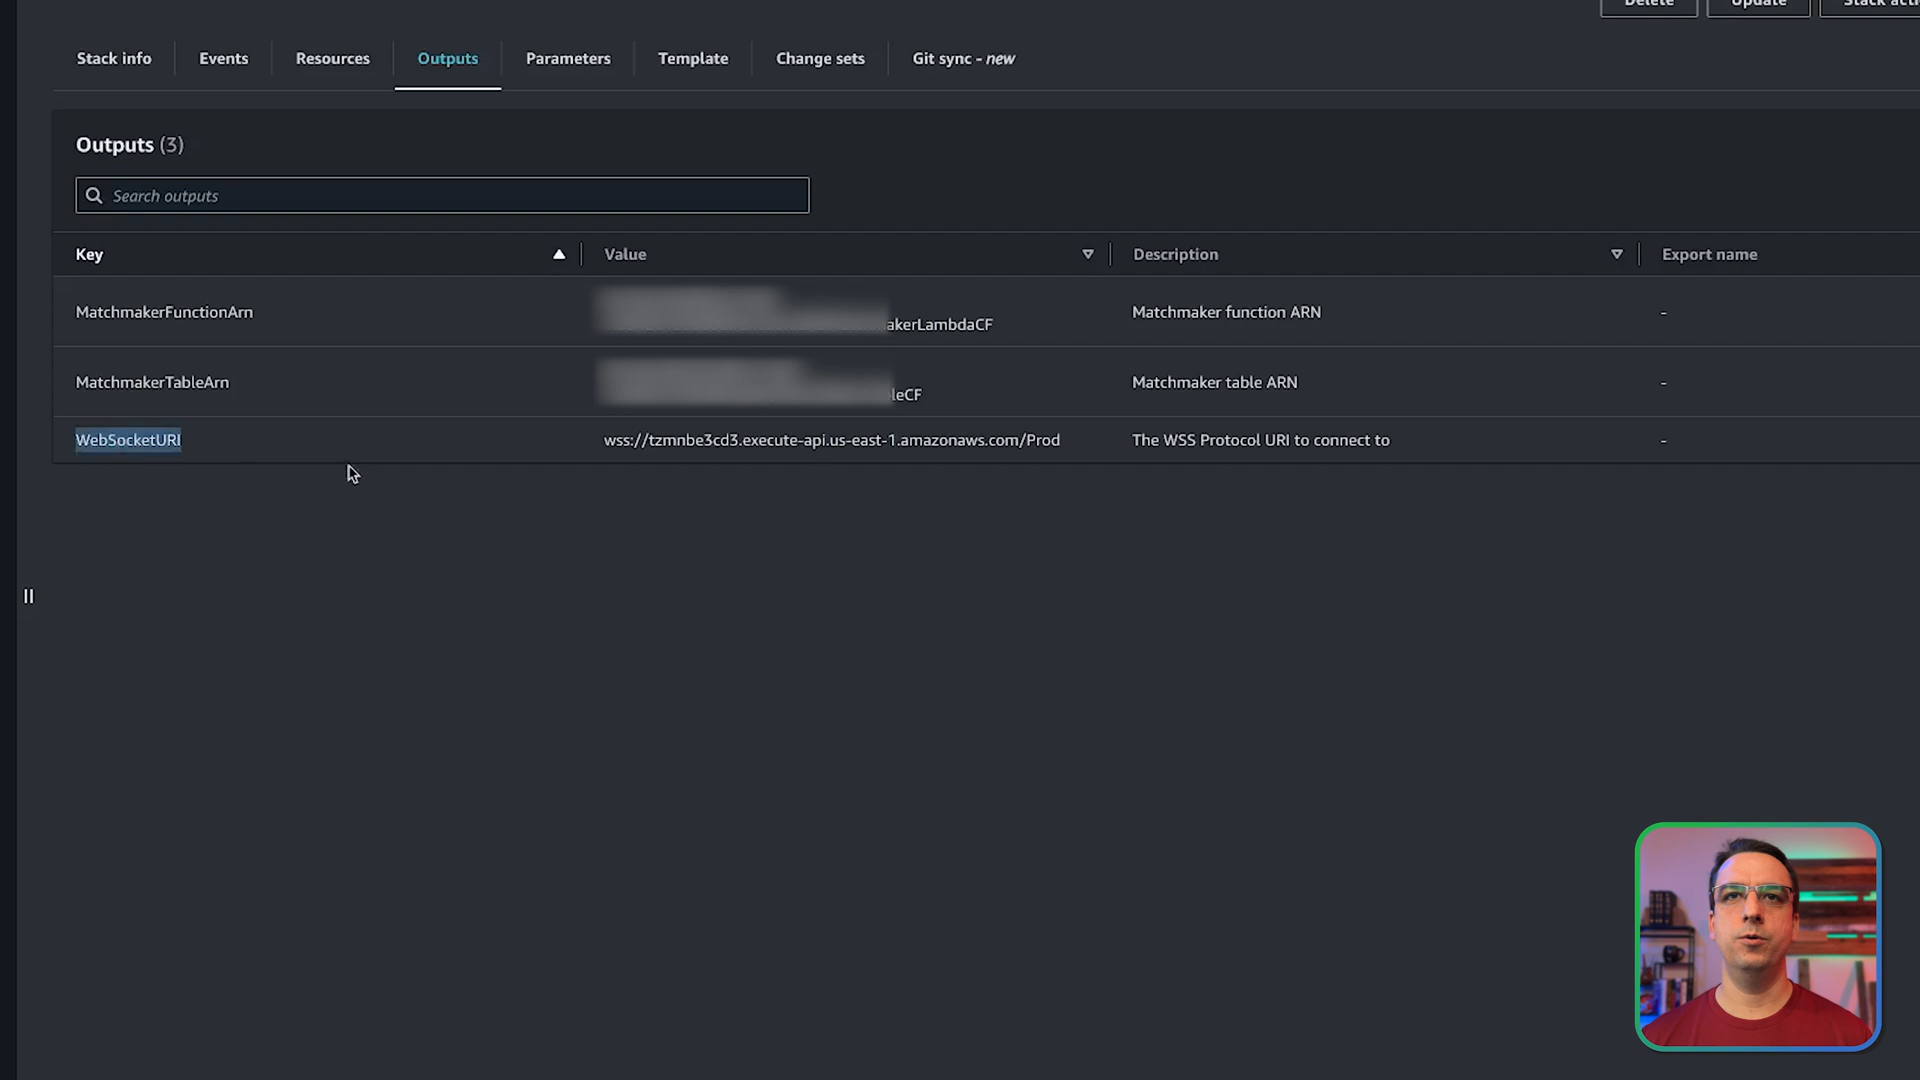 Delete Update
Stack info Events Resources Outputs Parameters Template Change sets Git sync - new
Outputs (3)
Search outputs
Key Value Description Export name
MatchmakerFunctionArn akerLambdaCF Matchmaker function ARN -
MatchmakerTableArn leCF Matchmaker table ARN -
WebSocketURI wss://tzmnbe3cd3.execute-api.us-east-1.amazonaws.com/Prod The WSS Protocol URI to connect to -